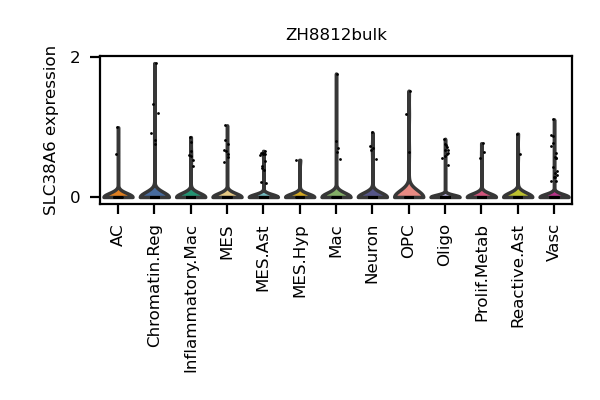 ZH8812bulk
SLC38A6 expression
2
0
AC
Chromatin.Reg
Inflammatory.Mac
MES
MES.Ast
MES.Hyp
Mac
Neuron
OPC
Oligo
Prolif.Metab
Reactive.Ast
Vasc